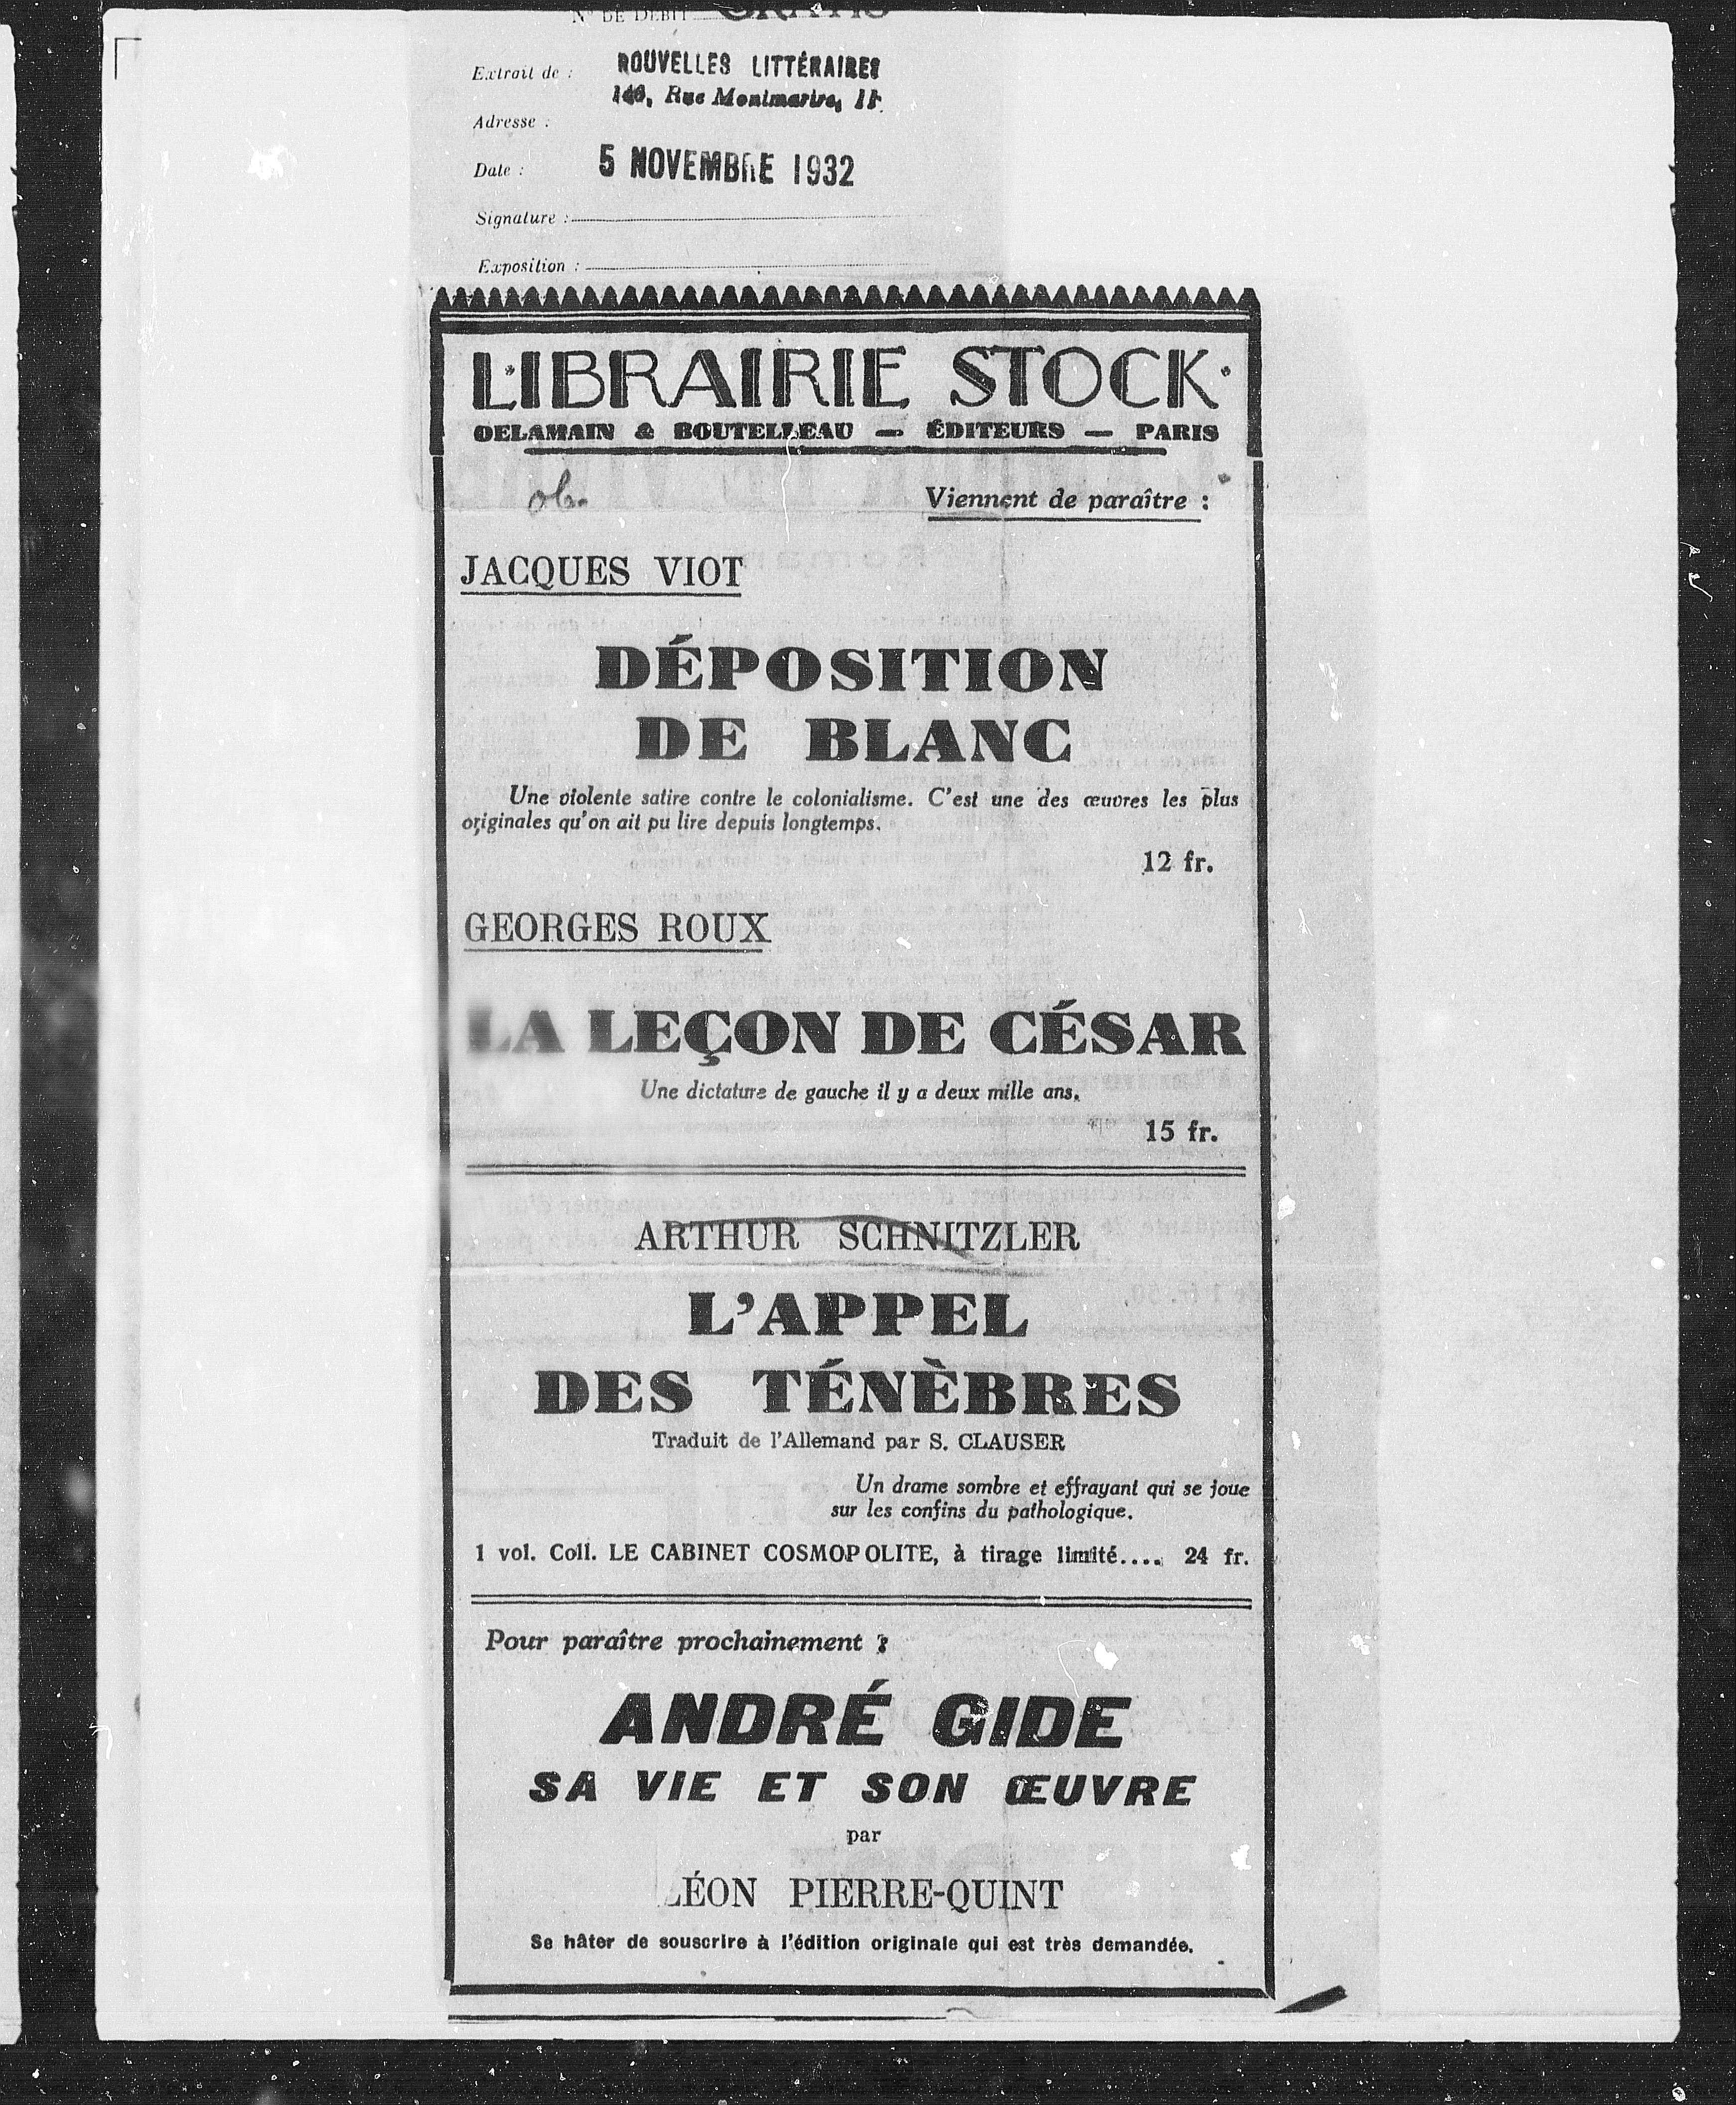 N° DE DÉBIT
Extrait de : NOUVELLES LITTÉRAIRES
146, Rue Montmartre,
Adresse :
Date : 5 NOVEMBRE 1932
Signature :
Exposition :
LIBRAIRIE STOCK
DELAMAIN & BOUTELLEAU — ÉDITEURS — PARIS
ob.
Viennent de paraître :
JACQUES VIOT
DÉPOSITION
DE BLANC
Une violente satire contre le colonialisme. C'est une des œuvres les plus
originales qu'on ait pu lire depuis longtemps.
12 fr.
GEORGES ROUX
LA LEÇON DE CÉSAR
Une dictature de gauche il y a deux mille ans.
15 fr.
ARTHUR SCHNITZLER
L'APPEL
DES TÉNÈBRES
Traduit de l'Allemand par S. CLAUSER
Un drame sombre et effrayant qui se joue
sur les confins du pathologique.
1 vol. Coll. LE CABINET COSMOPOLITE, à tirage limité.... 24 fr.
Pour paraître prochainement :
ANDRÉ GIDE
SA VIE ET SON ŒUVRE
par
LÉON PIERRE-QUINT
Se hâter de souscrire à l'édition originale qui est très demandée.